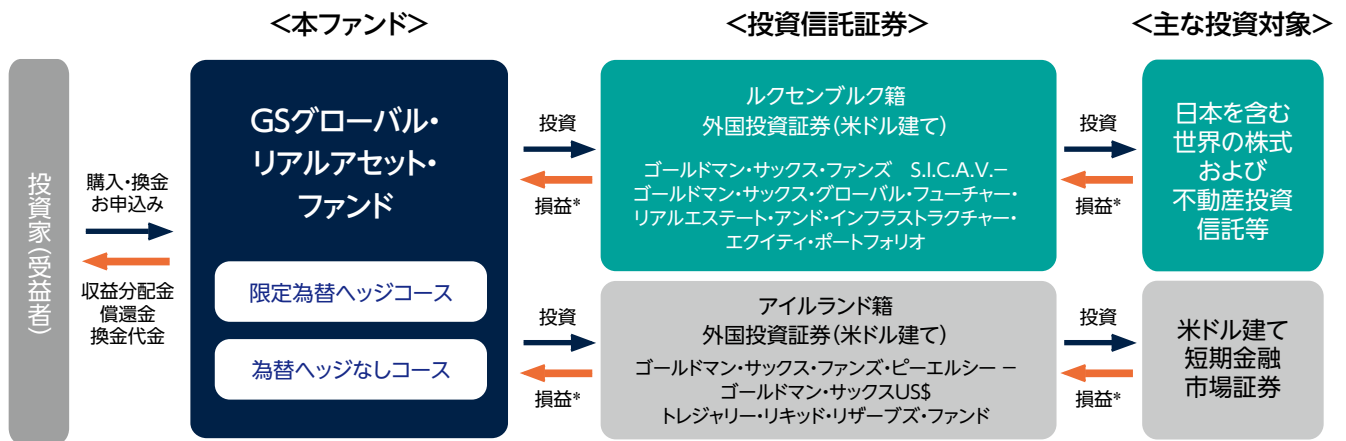 <本ファンド>
<投資信託証券>
<主な投資対象>
投資家(受益者)
購入・換金
お申込み
収益分配金
償還金
換金代金
GSグローバル・
リアルアセット・
ファンド
限定為替ヘッジコース
為替ヘッジなしコース
投資
損益*
投資
損益*
ルクセンブルク籍
外国投資証券(米ドル建て)
ゴールドマン・サックス・ファンズ S.I.C.A.V.−
ゴールドマン・サックス・グローバル・フューチャー・
リアルエステート・アンド・インフラストラクチャー・
エクイティ・ポートフォリオ
アイルランド籍
外国投資証券(米ドル建て)
ゴールドマン・サックス・ファンズ・ピーエルシー −
ゴールドマン・サックスUS$
トレジャリー・リキッド・リザーブズ・ファンド
投資
損益*
投資
損益*
日本を含む
世界の株式
および
不動産投資
信託等
米ドル建て
短期金融
市場証券